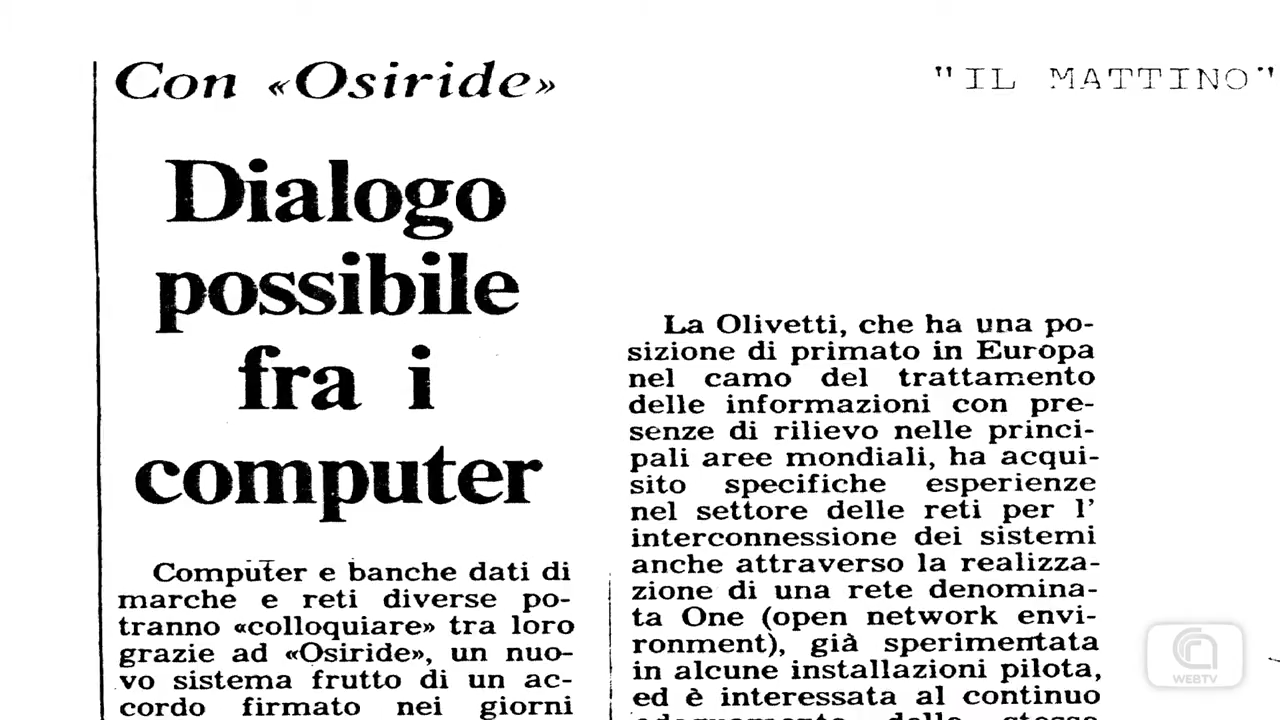 Con «Osiride»
"IL MATTINO"
Dialogo
possibile
fra i
computer
Computer e banche dati di
marche e reti diverse po-
tranno «colloquiare» tra loro
grazie ad «Osiride», un nuo-
vo sistema frutto di un ac-
cordo firmato nei giorni
La Olivetti, che ha una po-
sizione di primato in Europa
nel camo del trattamento
delle informazioni con pre-
senze di rilievo nelle princi-
pali aree mondiali, ha acqui-
sito specifiche esperienze
nel settore delle reti per l'
interconnessione dei sistemi
anche attraverso la realizza-
zione di una rete denomina-
ta One (open network envi-
ronment), già sperimentata
in alcune installazioni pilota,
ed è interessata al continuo
WEBTV